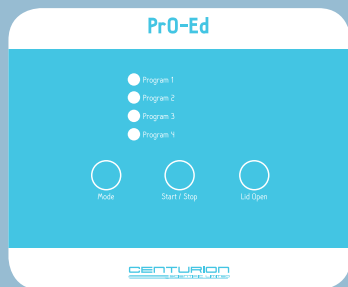 PrO-Ed
Program 1
Program 2
Program 3
Program 4
Mode Start / Stop Lid Open
CENTURION